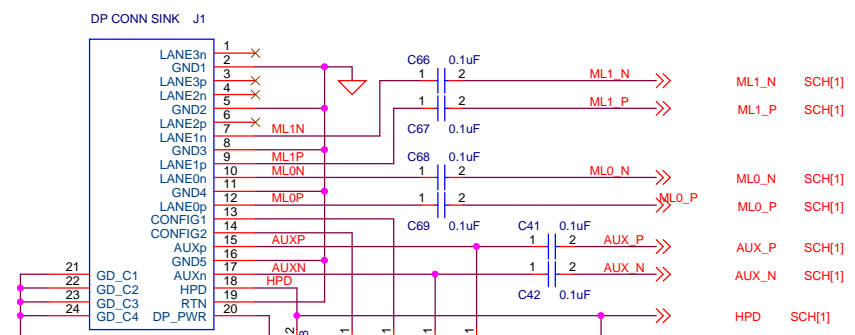 DP CONN SINK J1
LANE3n 1
GND1 2
LANE3p 3
LANE2n 4
GND2 5
LANE2p 6
LANE1n 7 ML1N
GND3 8
LANE1p 9 ML1P
LANE0n 10 ML0N
GND4 11
LANE0p 12 ML0P
CONFIG1 13
CONFIG2 14
AUXp 15 AUXP
GND5 16
AUXn 17 AUXN
HPD 18 HPD
RTN 19
DP_PWR 20
21 GD_C1
22 GD_C2
23 GD_C3
24 GD_C4
C66 0.1uF
1 2 ML1_N ML1_N SCH[1]
1 2 ML1_P ML1_P SCH[1]
C67 0.1uF
C68 0.1uF
1 2 ML0_N ML0_N SCH[1]
1 2 ML0_P ML0_P SCH[1]
C69 0.1uF
C41 0.1uF
1 2 AUX_P AUX_P SCH[1]
1 2 AUX_N AUX_N SCH[1]
C42 0.1uF
HPD SCH[1]
2 1 1 1 1